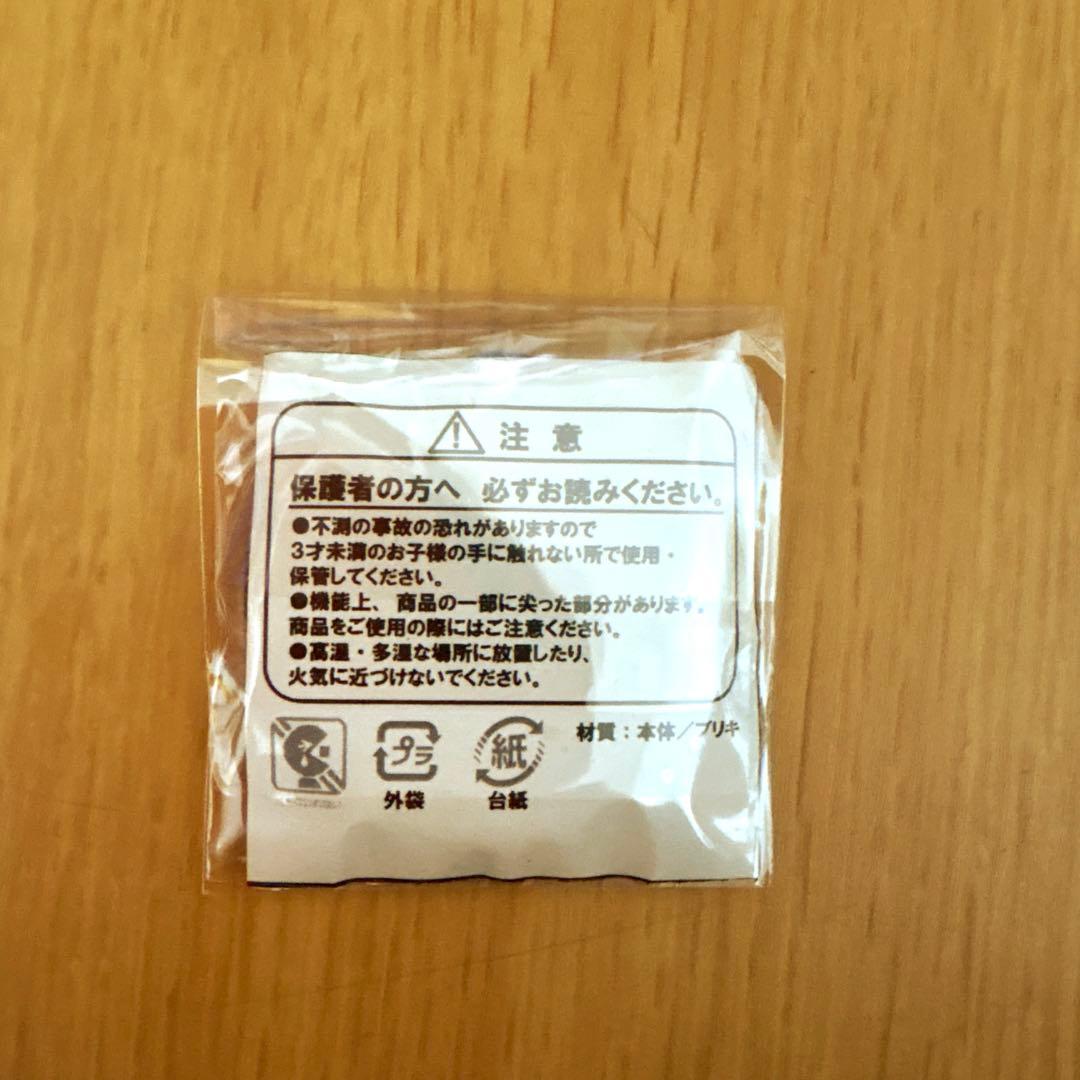 注意
保護者の方へ 必ずお読みください。
●不測の事故の恐れがありますので
3才未満のお子様の手に触れない所で使用・
保管してください。
●機能上、商品の一部に尖った部分があります。
商品をご使用の際にはご注意ください。
●高温・多湿な場所に放置したり、
火気に近づけないでください。
材質：本体／ブリキ
プラ
紙
外袋
台紙